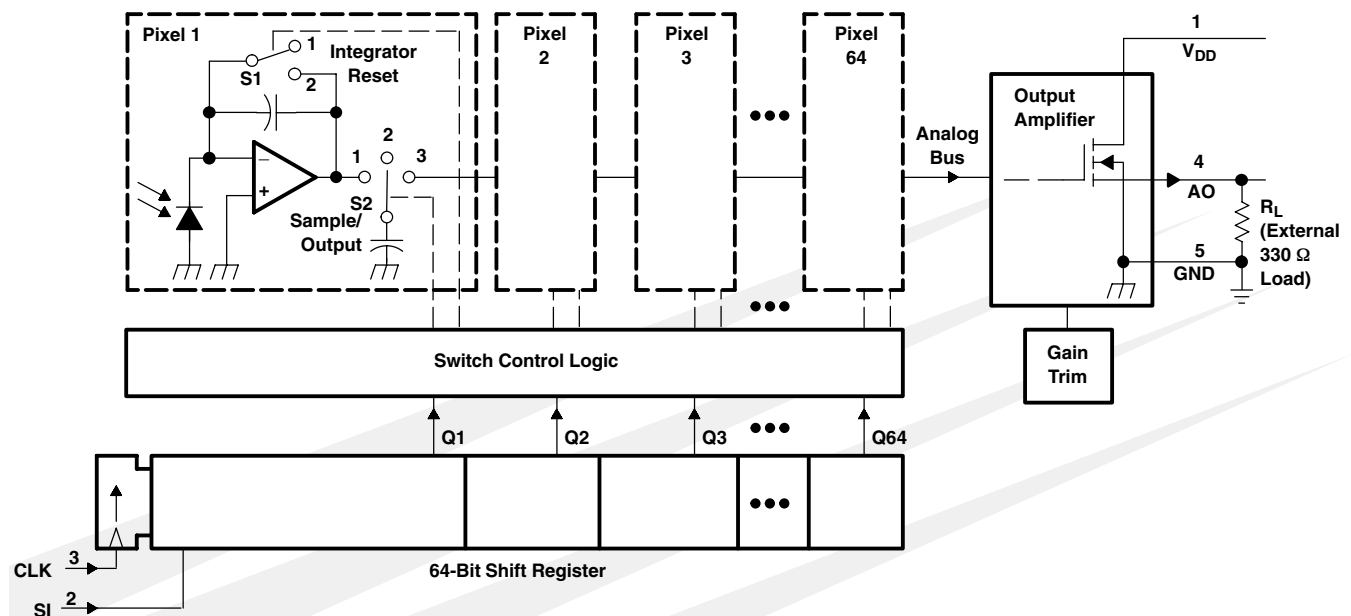 Pixel 1
1
Integrator
Reset
S1
2
2
1
3
S2
Sample/
Output
−
+
Pixel
2
Pixel
3
Pixel
64
Analog
Bus
Output
Amplifier
1
VDD
4
AO
RL
(External
330 Ω
Load)
5
GND
Gain
Trim
Switch Control Logic
Q1
Q2
Q3
Q64
CLK
3
64-Bit Shift Register
SI
2